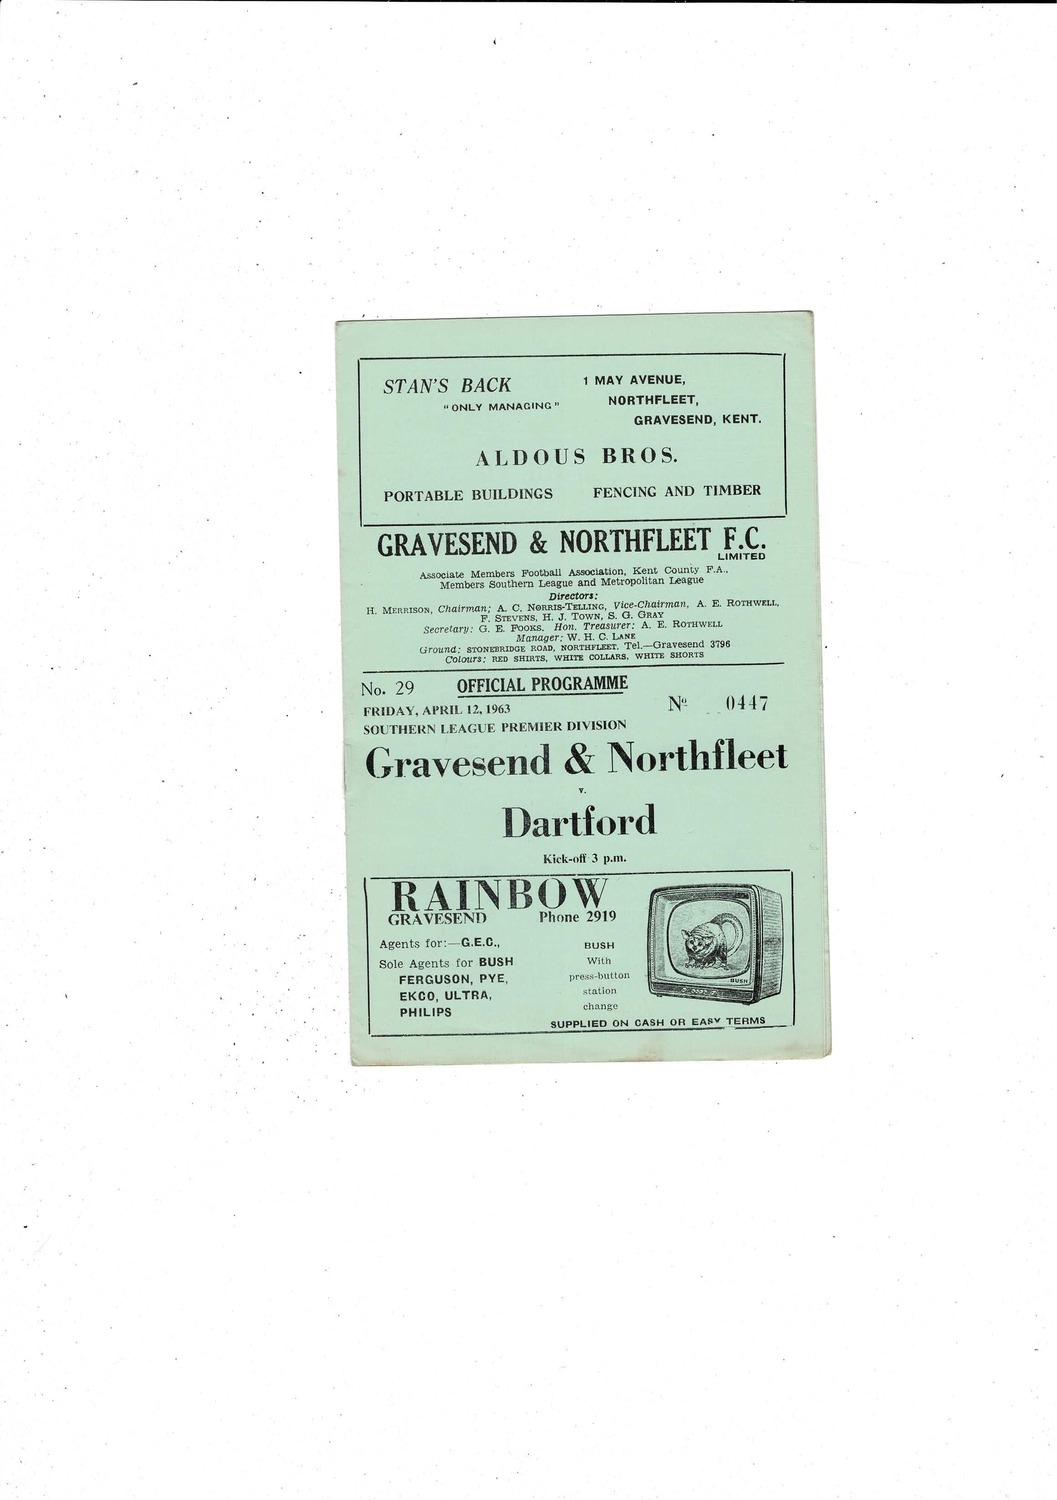 STAN'S BACK
"ONLY MANAGING"
1 MAY AVENUE,
NORTHFLEET,
GRAVESEND, KENT.
ALDOUS BROS.
PORTABLE BUILDINGS FENCING AND TIMBER
GRAVESEND & NORTHFLEET F.C.
LIMITED
Associate Members Football Association, Kent County F.A.,
Members Southern League and Metropolitan League
Directors:
H. MERRISON, Chairman; A. C. NORRIS-TELLING, Vice-Chairman, A. E. ROTHWELL,
F. STEVENS, H. J. TOWN, S. G. GRAY
Secretary: G. E. FOOKS. Hon. Treasurer: A. E. ROTHWELL
Manager: W. H. C. LANE
Ground: STONEBRIDGE ROAD, NORTHFLEET. Tel.—Gravesend 3796
Colours: RED SHIRTS, WHITE COLLARS, WHITE SHORTS
No. 29 OFFICIAL PROGRAMME
FRIDAY, APRIL 12, 1963 Nº 0447
SOUTHERN LEAGUE PREMIER DIVISION
Gravesend & Northfleet
v.
Dartford
Kick-off 3 p.m.
RAINBOW
GRAVESEND Phone 2919
Agents for:—G.E.C.,
Sole Agents for BUSH
FERGUSON, PYE,
EKCO, ULTRA,
PHILIPS
BUSH
With
press-button
station
change
BUSH
SUPPLIED ON CASH OR EASY TERMS